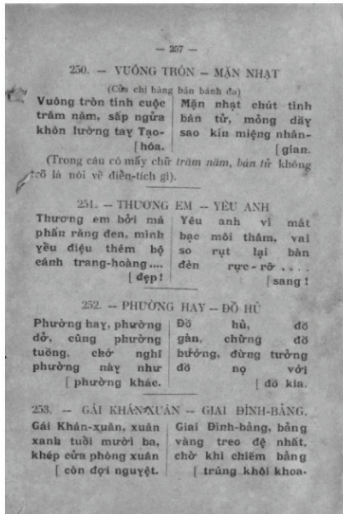 — 257 —
250. — VUÔNG TRÒN — MẶN NHẠT
(Của chị hàng bán bánh đa)
Vuông tròn tính cuộc
trăm năm, sấp ngửa
khôn lường tay Tạo-
[ hóa.
Mặn nhạt chút tình
bán tử, mỏng dầy
sao kín miệng nhân-
[ gian.
(Trong câu có mấy chữ trăm năm, bán tử không
rõ là nói về điển-tích gì).
251. — THƯƠNG EM — YÊU ANH
Thương em bởi má
phấn răng đen, mình
yếu điệu thêm bộ
cánh trang-hoàng....
[ đẹp !
Yêu anh vì mắt
bạc môi thâm, vai
so rụt lại bàn
đèn rực-rỡ ....
[ sang !
252. — PHƯỜNG HAY — ĐỒ HỦ
Phường hay, phường
dở, cũng phường
tuồng, chớ nghĩ
phường này như
[ phường khác.
Đồ hủ, đồ
gàn, chừng đồ
bướng, đừng tưởng
đồ nọ với
[ đồ kia.
253. — GÁI KHÁN-XUÂN — GIAI ĐÌNH-BẢNG.
Gái Khán-xuân, xuân
xanh tuổi mười ba,
khép cửa phòng xuân
[ còn đợi nguyệt.
Giai Đình-bảng, bảng
vàng treo đệ nhất,
chờ khi chiếm bảng
[ trúng khôi khoa-